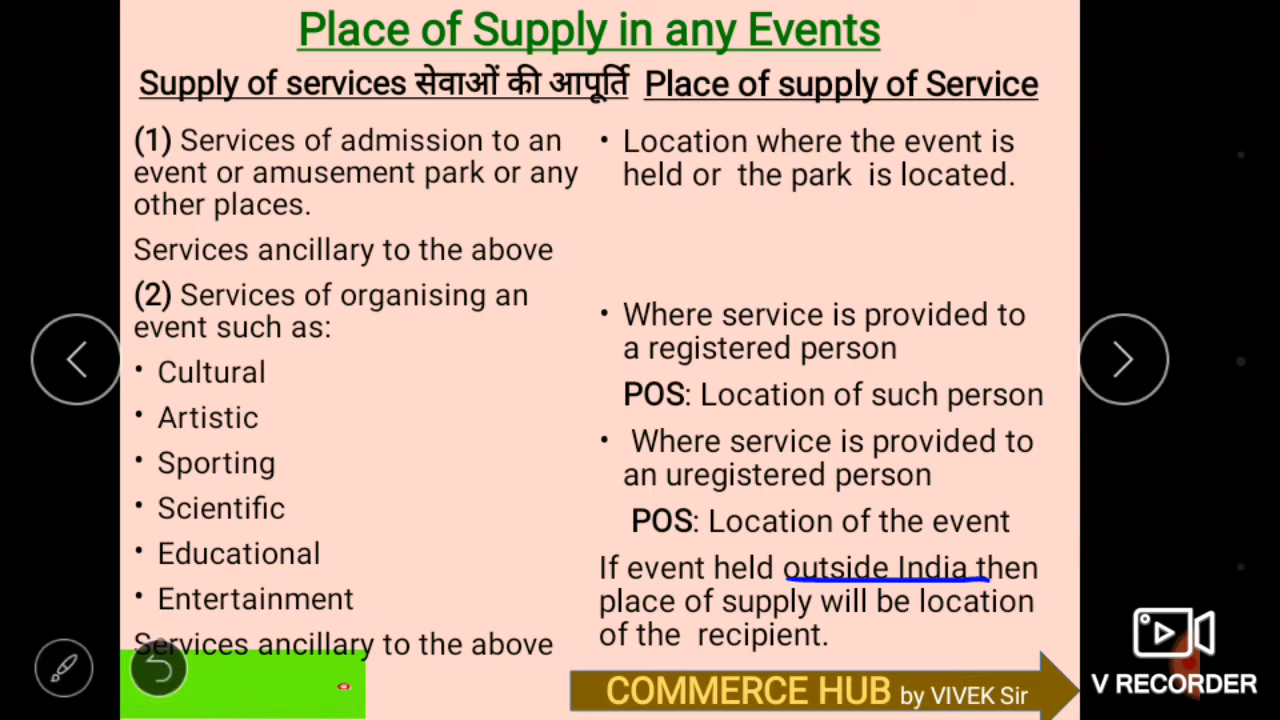 Place of Supply in any Events
Supply of services सेवाओं की आपूर्ति
Place of supply of Service
(1) Services of admission to an
event or amusement park or any
other places.
Services ancillary to the above
• Location where the event is
held or the park is located.
(2) Services of organising an
event such as:
• Cultural
• Artistic
• Sporting
• Scientific
• Educational
• Entertainment
Services ancillary to the above
• Where service is provided to
a registered person
POS: Location of such person
• Where service is provided to
an uregistered person
POS: Location of the event
If event held outside India then
place of supply will be location
of the recipient.
COMMERCE HUB by VIVEK Sir
V RECORDER